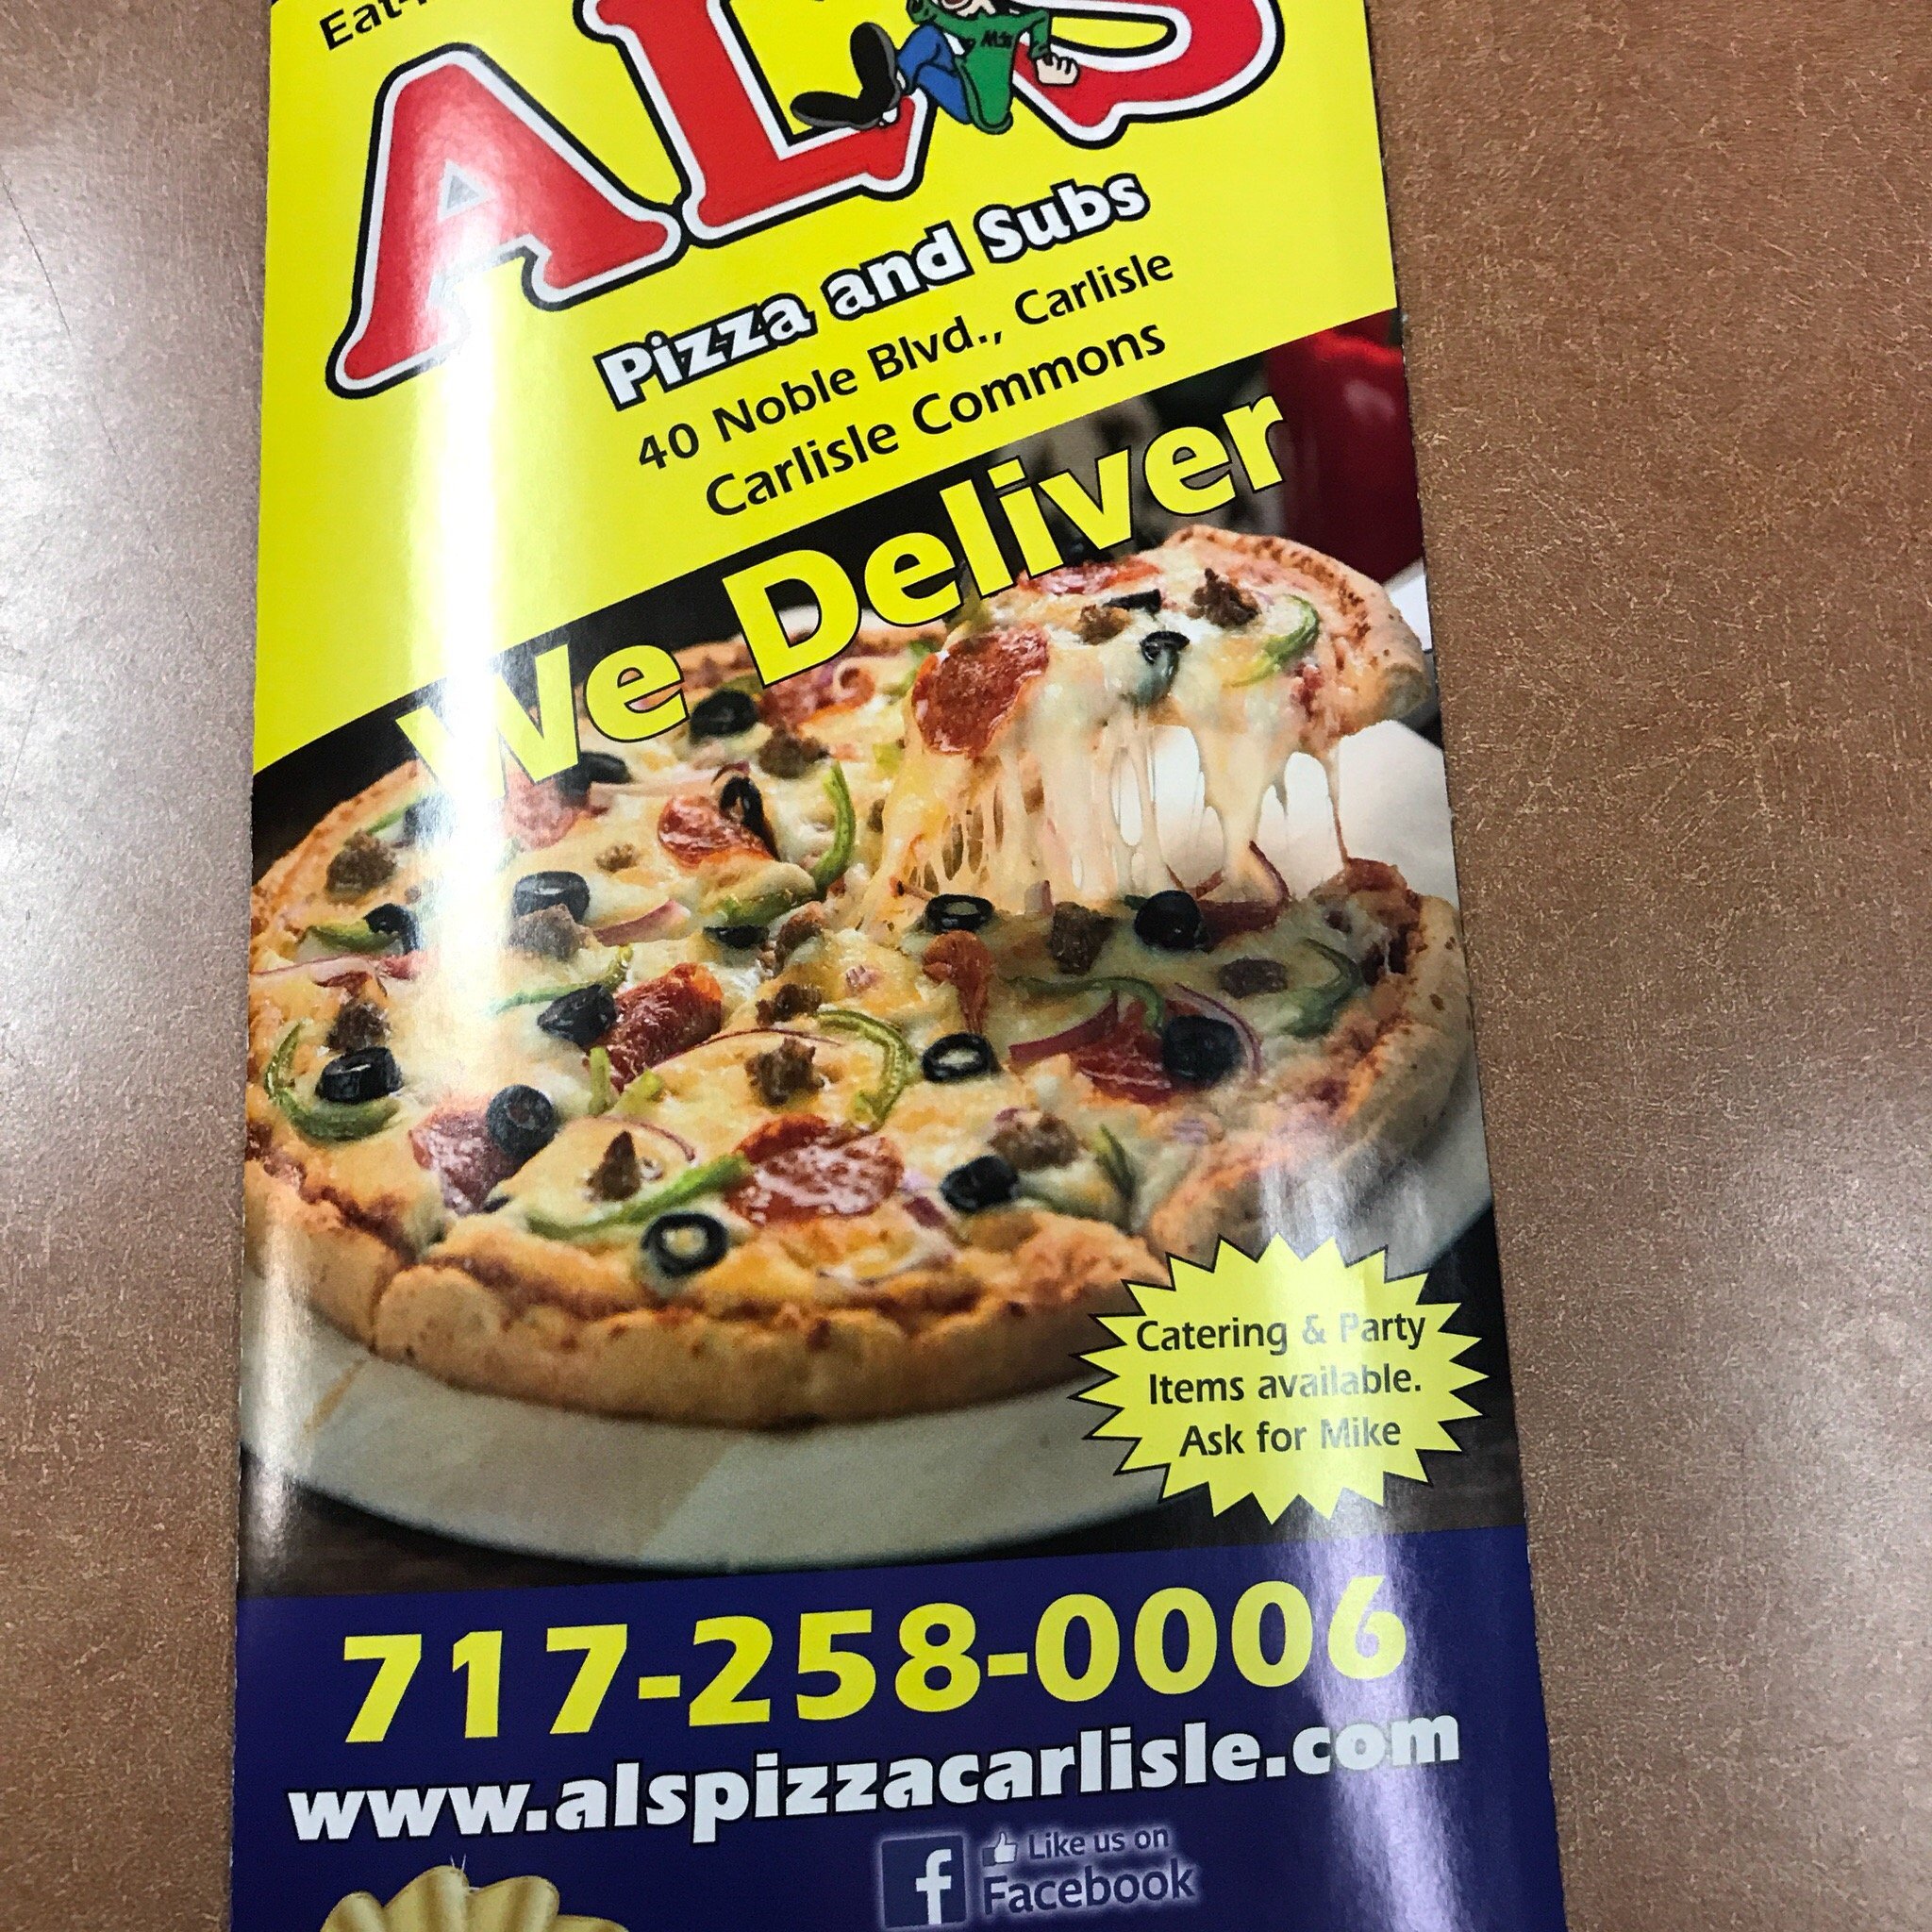 AL'S
Pizza and Subs
40 Noble Blvd., Carlisle
Carlisle Commons
We Deliver
Catering & Party
Items available.
Ask for Mike
717-258-0006
www.alspizzacarlisle.com
f Like us on
Facebook